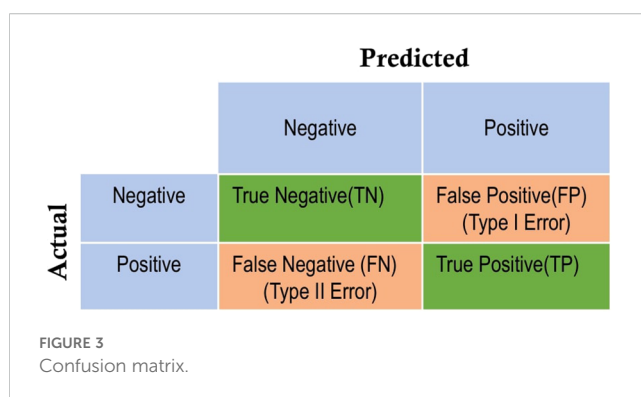 Predicted
Negative
Positive
Actual
Negative
True Negative(TN)
False Positive(FP)
(Type I Error)
Positive
False Negative (FN)
(Type II Error)
True Positive(TP)
FIGURE 3
Confusion matrix.